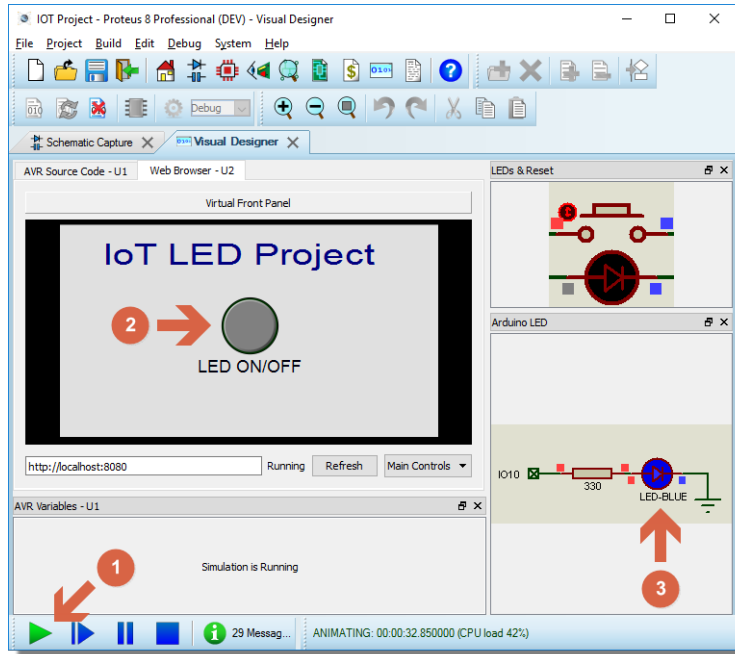 IOT Project - Proteus 8 Professional (DEV) - Visual Designer
File Project Build Edit Debug System Help
Debug
Schematic Capture
Visual Designer
AVR Source Code - U1
Web Browser - U2
LEDs & Reset
Virtual Front Panel
IoT LED Project
2
LED ON/OFF
Arduino LED
http://localhost:8080
Running
Refresh
Main Controls
IO10
330
LED-BLUE
AVR Variables - U1
Simulation is Running
1
3
29 Messag...
ANIMATING: 00:00:32.850000 (CPU load 42%)